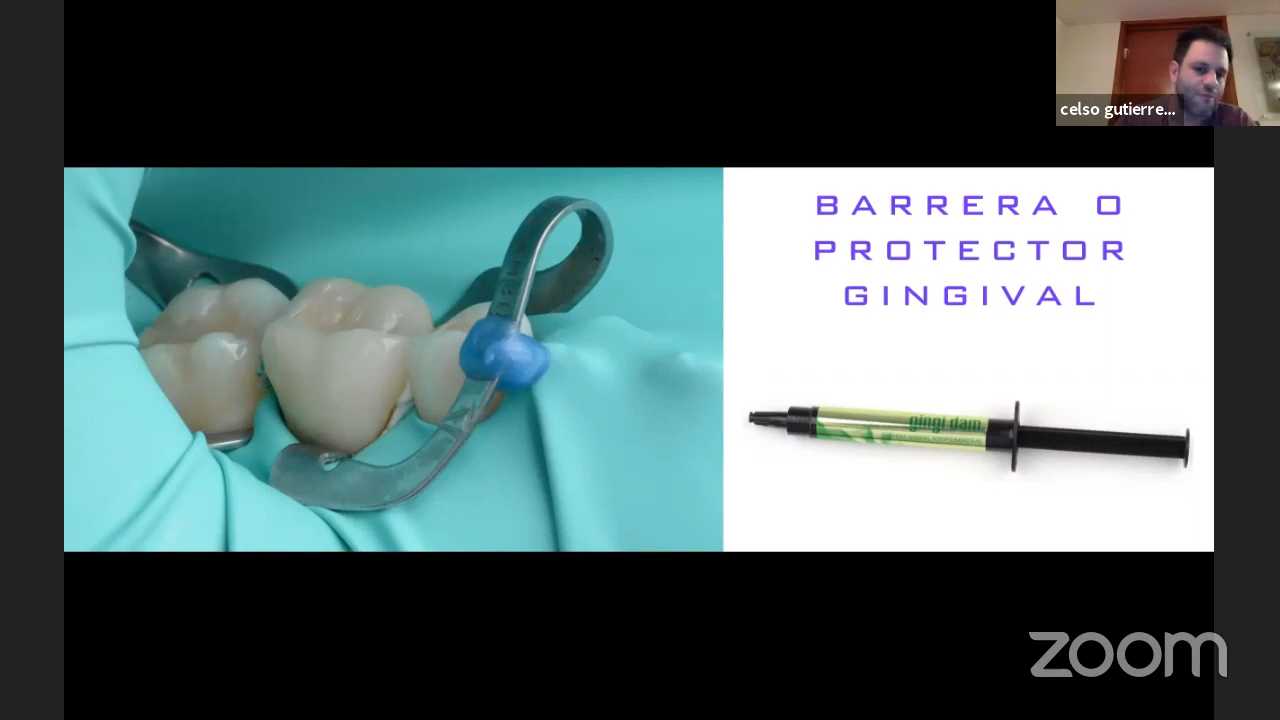 celso gutierre...
BARRERA O
PROTECTOR
GINGIVAL
gingi dam
zoom